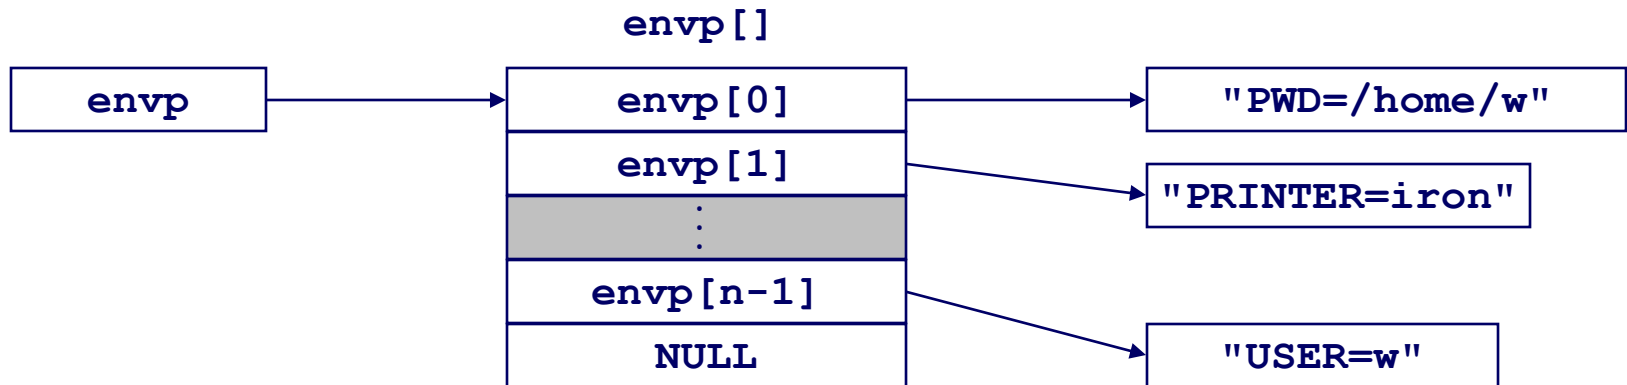 envp[]
envp
envp[0]
"PWD=/home/w"
envp[1]
"PRINTER=iron"
⋮
envp[n-1]
NULL
"USER=w"